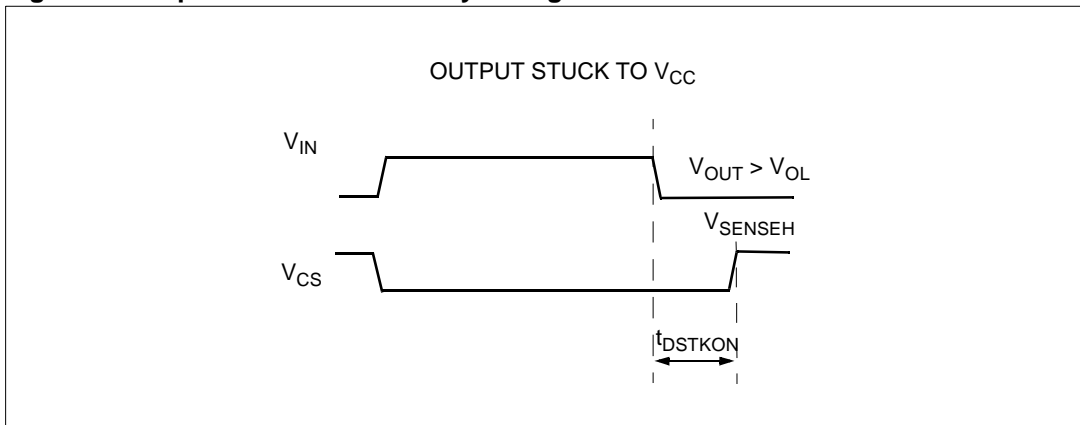 OUTPUT STUCK TO VCC
VIN
VOUT > VOL
VSENSEH
VCS
tDSTKON